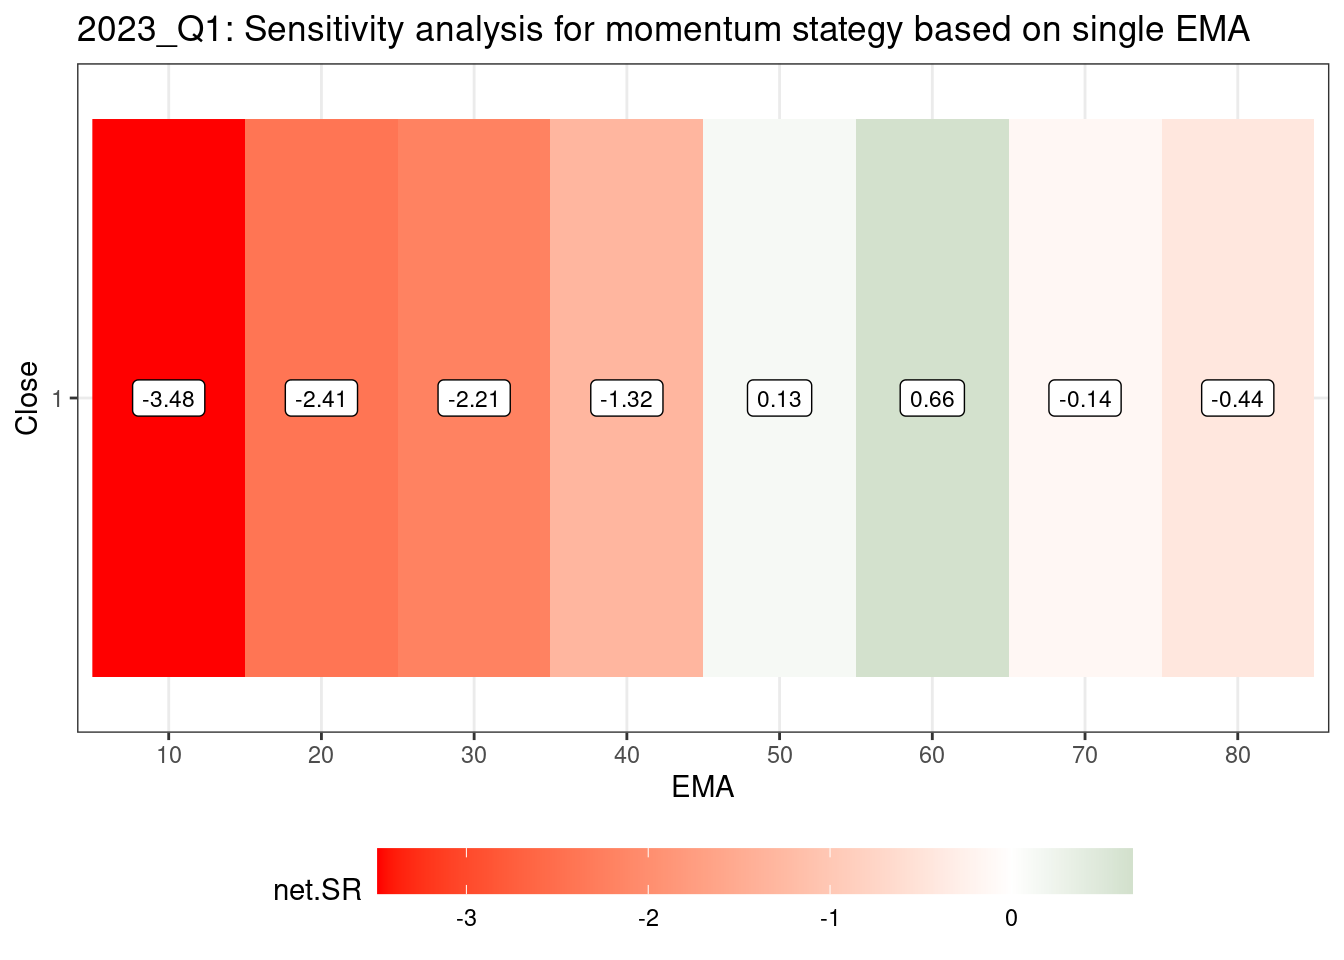 2023_Q1: Sensitivity analysis for momentum stategy based on single EMA
Close
1
-3.48 -2.41 -2.21 -1.32 0.13 0.66 -0.14 -0.44
10 20 30 40 50 60 70 80
EMA
net.SR
-3 -2 -1 0